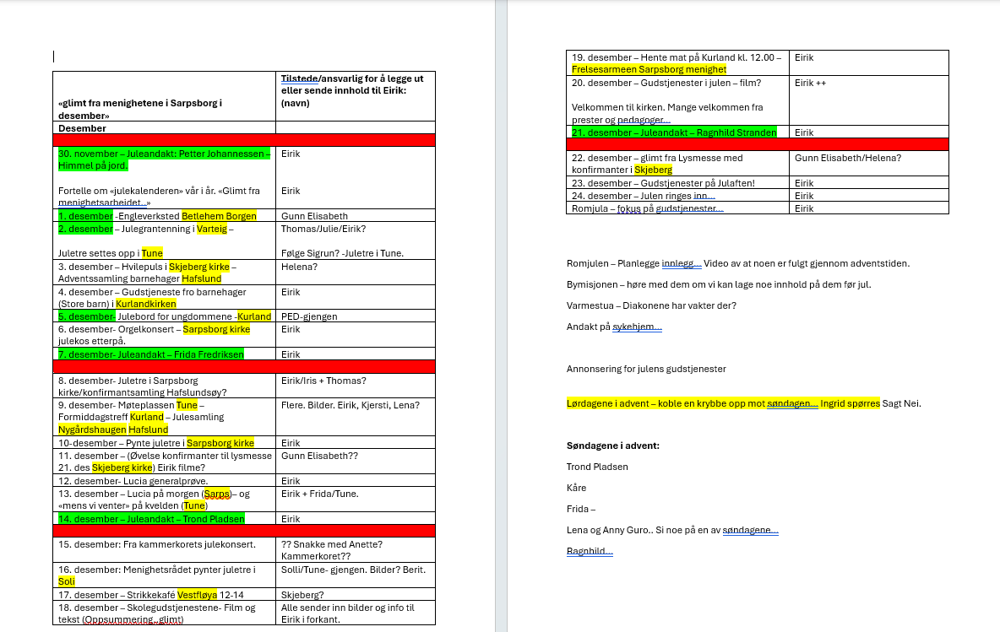 «glimt fra menighetene i Sarpsborg i
desember»
Tilstede/ansvarlig for å legge ut
eller sende innhold til Eirik:
(navn)
Desember
30. november – Juleandakt: Petter Johannessen –
Himmel på jord.
Eirik
Fortelle om «julekalenderen» vår i år. «Glimt fra
menighetsarbeidet..»
Eirik
1. desember -Engleverksted Betlehem Borgen
Gunn Elisabeth
2. desember – Julegrantenning i Varteig –
Thomas/Julie/Eirik?
Juletre settes opp i Tune
Følge Sigrun? -Juletre i Tune.
3. desember – Hvilepuls i Skjeberg kirke –
Adventssamling barnehager Hafslund
Helena?
4. desember – Gudstjeneste fro barnehager
(Store barn) i Kurlandkirken
Eirik
5. desember- Julebord for ungdommene -Kurland
PED-gjengen
6. desember- Orgelkonsert – Sarpsborg kirke
julekos etterpå.
Eirik
7. desember- Juleandakt – Frida Fredriksen
Eirik
8. desember- Juletre i Sarpsborg
kirke/konfirmantsamling Hafslundsøy?
Eirik/Iris + Thomas?
9. desember- Møteplassen Tune –
Formiddagstreff Kurland – Julesamling
Nygårdshaugen Hafslund
Flere. Bilder. Eirik, Kjersti, Lena?
10-desember – Pynte juletre i Sarpsborg kirke
Eirik
11. desember – (Øvelse konfirmanter til lysmesse
21. des Skjeberg kirke) Eirik filme?
Gunn Elisabeth??
12. desember- Lucia generalprøve.
Eirik
13. desember – Lucia på morgen (Sarps)– og
«mens vi venter» på kvelden (Tune)
Eirik + Frida/Tune.
14. desember – Juleandakt – Trond Pladsen
Eirik
15. desember: Fra kammerkorets julekonsert.
?? Snakke med Anette?
Kammerkoret??
16. desember: Menighetsrådet pynter juletre i
Soli
Solli/Tune- gjengen. Bilder? Berit.
17. desember – Strikkekafé Vestfløya 12-14
Skjeberg?
18. desember – Skolegudstjenestene- Film og
tekst (Oppsummering..glimt)
Alle sender inn bilder og info til
Eirik i forkant.
19. desember – Hente mat på Kurland kl. 12.00 –
Frelsesarmeen Sarpsborg menighet
Eirik
20. desember – Gudstjenester i julen – film?
Eirik ++
Velkommen til kirken. Mange velkommen fra
prester og pedagoger...
21. desember – Juleandakt – Ragnhild Stranden
Eirik
22. desember – glimt fra Lysmesse med
konfirmanter i Skjeberg
Gunn Elisabeth/Helena?
23. desember – Gudstjenester på Julaften!
Eirik
24. desember – Julen ringes inn...
Eirik
Romjula – fokus på gudstjenester...
Eirik
Romjulen – Planlegge innlegg... Video av at noen er fulgt gjennom adventstiden.
Bymisjonen – høre med dem om vi kan lage noe innhold på dem før jul.
Varmestua – Diakonene har vakter der?
Andakt på sykehjem...
Annonsering for julens gudstjenester
Lørdagene i advent – koble en krybbe opp mot søndagen... Ingrid spørres Sagt Nei.
Søndagene i advent:
Trond Pladsen
Kåre
Frida –
Lena og Anny Guro.. Si noe på en av søndagene...
Ragnhild...